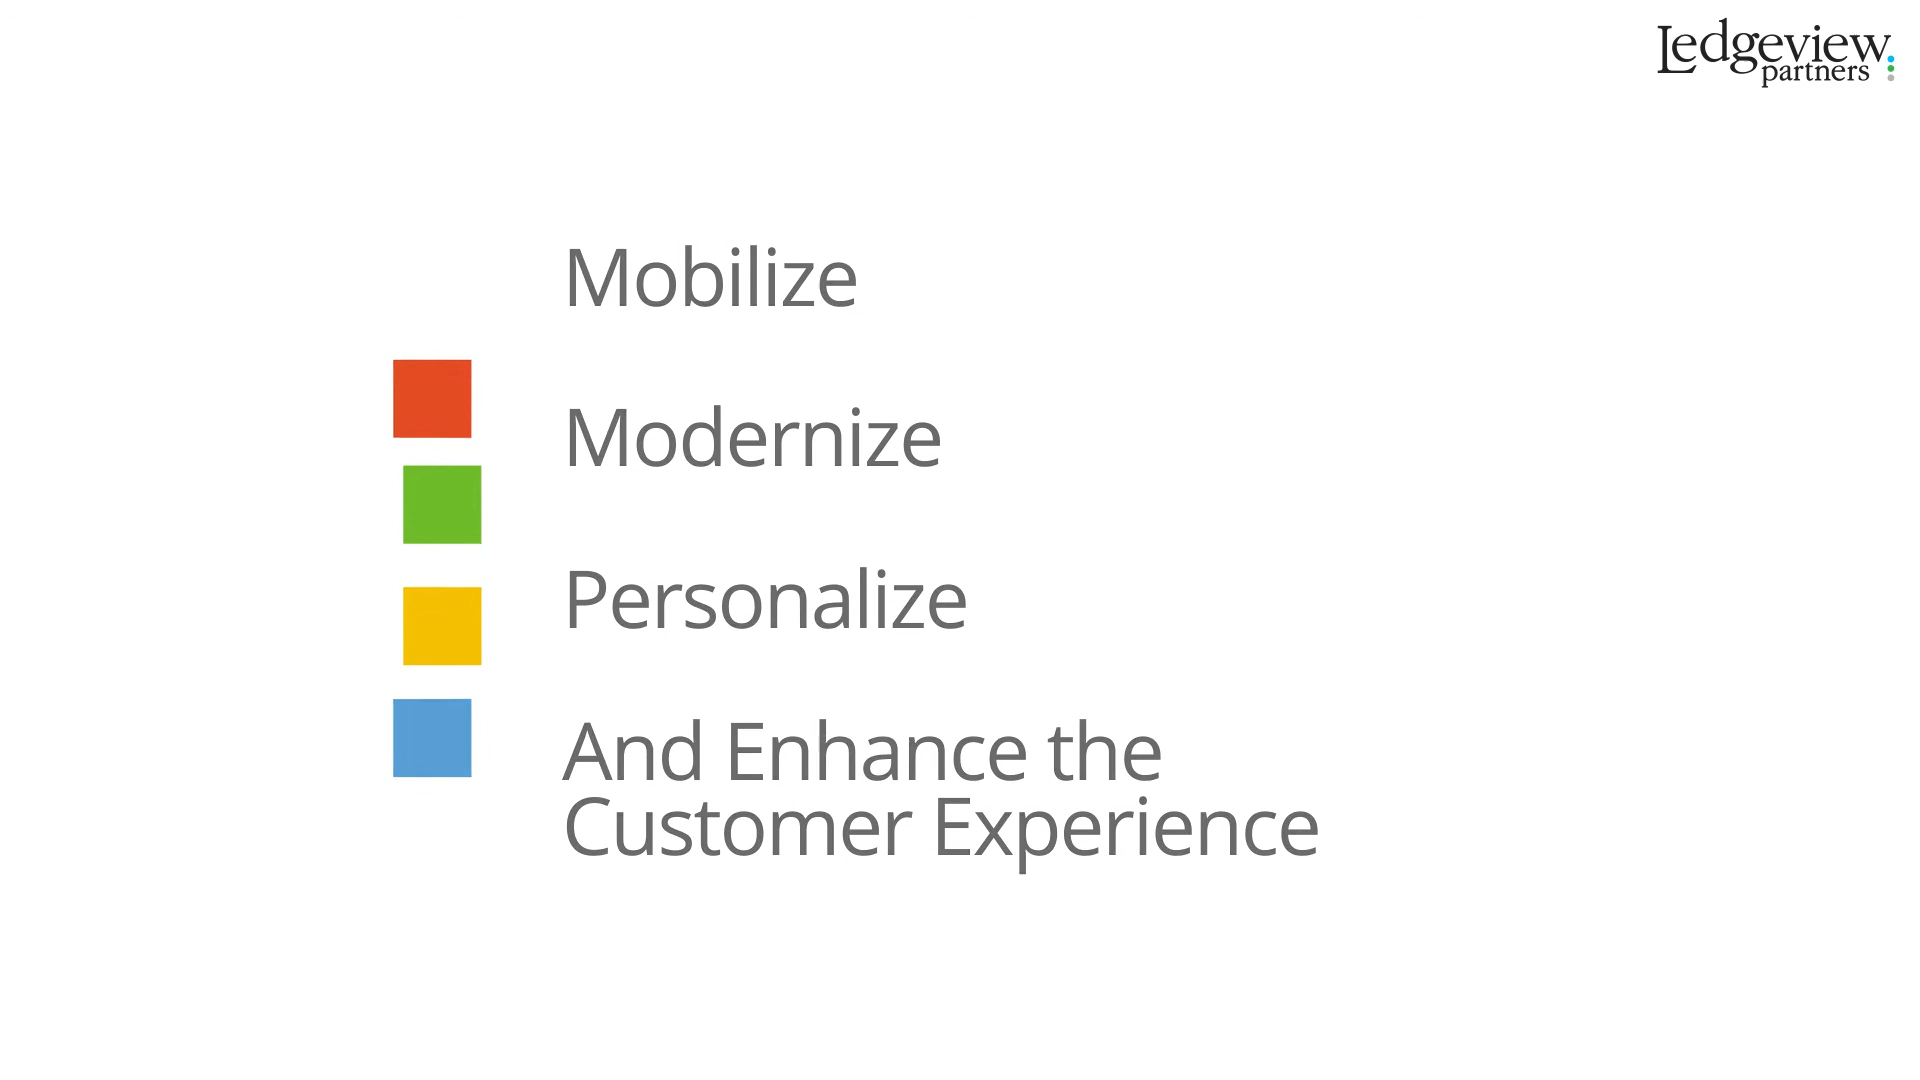 Ledgeview
partners
Mobilize
Modernize
Personalize
And Enhance the
Customer Experience